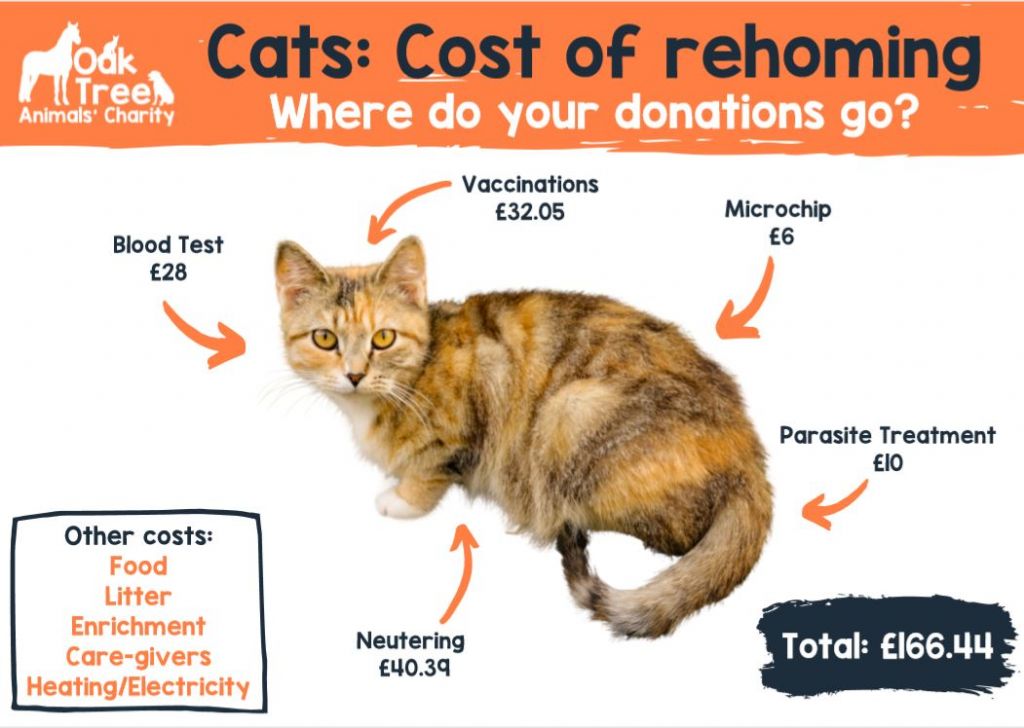 Oak
Tree
Animals' Charity
Cats: Cost of rehoming
Where do your donations go?
Vaccinations
£32.05
Microchip
£6
Blood Test
£28
Parasite Treatment
£10
Other costs:
Food
Litter
Enrichment
Care-givers
Heating/Electricity
Neutering
£40.39
Total: £166.44